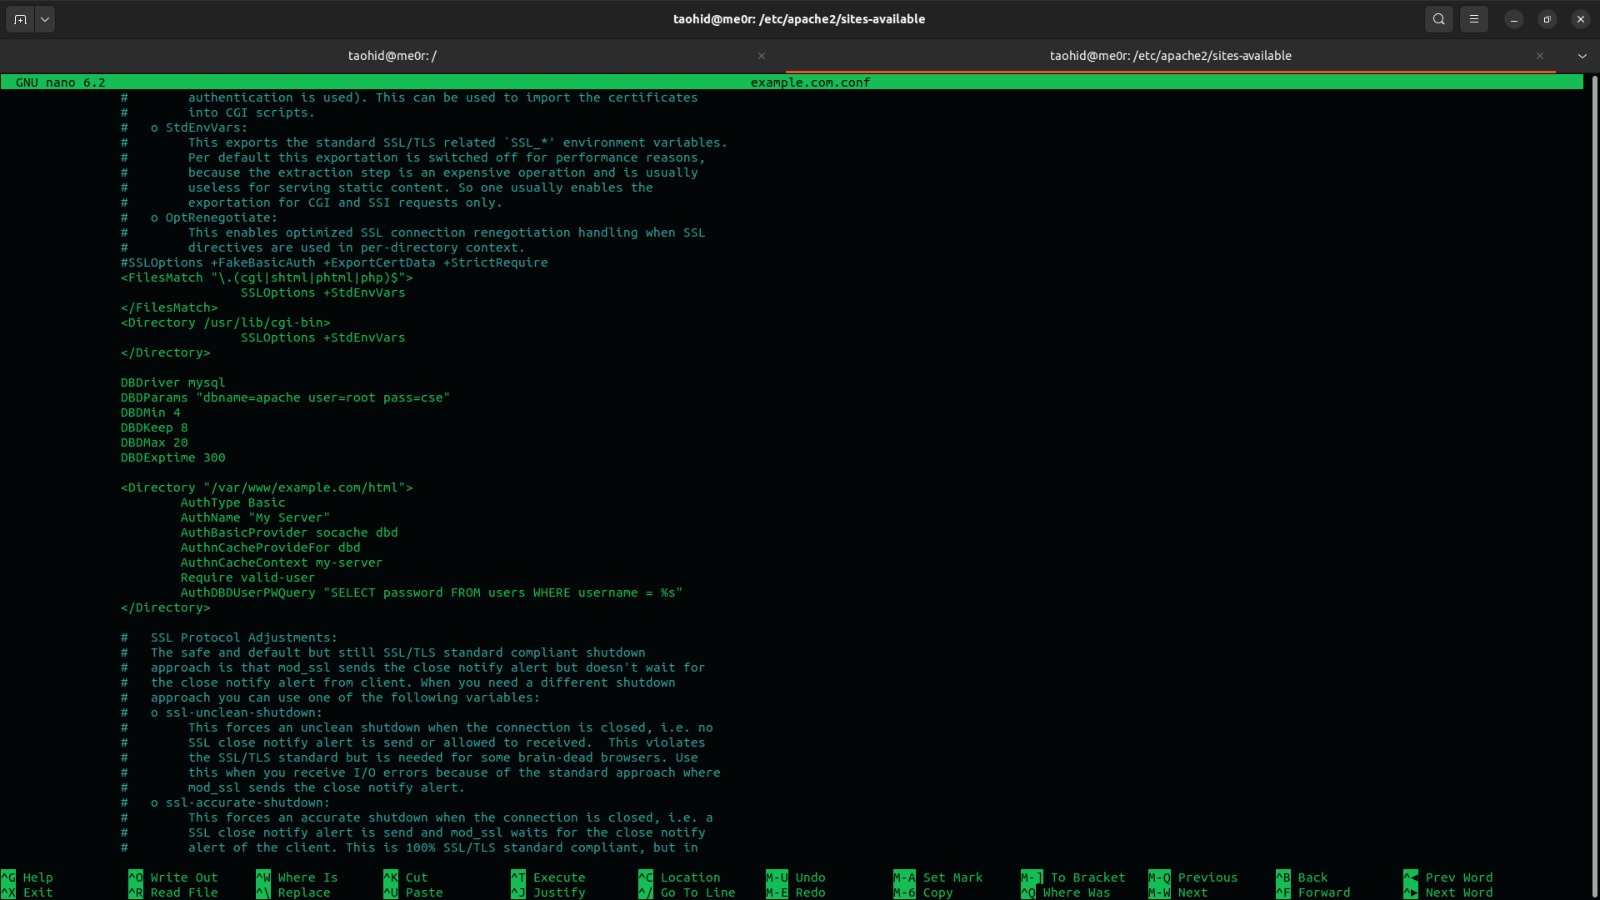 taohid@me0r: /etc/apache2/sites-available
taohid@me0r: /
taohid@me0r: /etc/apache2/sites-available
GNU nano 6.2 example.com.conf
# authentication is used). This can be used to import the certificates
# into CGI scripts.
# o StdEnvVars:
# This exports the standard SSL/TLS related `SSL_*' environment variables.
# Per default this exportation is switched off for performance reasons,
# because the extraction step is an expensive operation and is usually
# useless for serving static content. So one usually enables the
# exportation for CGI and SSI requests only.
# o OptRenegotiate:
# This enables optimized SSL connection renegotiation handling when SSL
# directives are used in per-directory context.
#SSLOptions +FakeBasicAuth +ExportCertData +StrictRequire
<FilesMatch "\.(cgi|shtml|phtml|php)$">
SSLOptions +StdEnvVars
</FilesMatch>
<Directory /usr/lib/cgi-bin>
SSLOptions +StdEnvVars
</Directory>
DBDriver mysql
DBDParams "dbname=apache user=root pass=cse"
DBDMin 4
DBDKeep 8
DBDMax 20
DBDExptime 300
<Directory "/var/www/example.com/html">
AuthType Basic
AuthName "My Server"
AuthBasicProvider socache dbd
AuthnCacheProvideFor dbd
AuthnCacheContext my-server
Require valid-user
AuthDBDUserPWQuery "SELECT password FROM users WHERE username = %s"
</Directory>
# SSL Protocol Adjustments:
# The safe and default but still SSL/TLS standard compliant shutdown
# approach is that mod_ssl sends the close notify alert but doesn't wait for
# the close notify alert from client. When you need a different shutdown
# approach you can use one of the following variables:
# o ssl-unclean-shutdown:
# This forces an unclean shutdown when the connection is closed, i.e. no
# SSL close notify alert is send or allowed to received.  This violates
# the SSL/TLS standard but is needed for some brain-dead browsers. Use
# this when you receive I/O errors because of the standard approach where
# mod_ssl sends the close notify alert.
# o ssl-accurate-shutdown:
# This forces an accurate shutdown when the connection is closed, i.e. a
# SSL close notify alert is send and mod_ssl waits for the close notify
# alert of the client. This is 100% SSL/TLS standard compliant, but in
^G Help ^O Write Out ^W Where Is ^K Cut ^T Execute ^C Location M-U Undo M-A Set Mark M-] To Bracket M-Q Previous ^B Back ^◀ Prev Word
^X Exit ^R Read File ^\ Replace ^U Paste ^J Justify ^/ Go To Line M-E Redo M-6 Copy ^Q Where Was M-W Next ^F Forward ^▶ Next Word